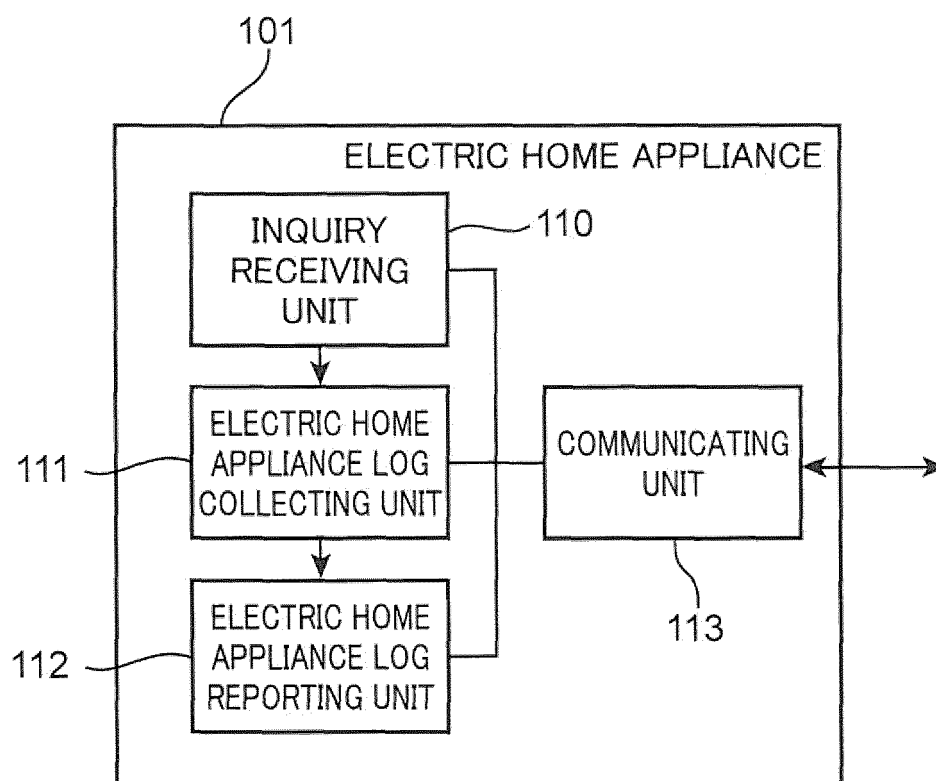 101
ELECTRIC HOME APPLIANCE
INQUIRY
RECEIVING
UNIT
110
ELECTRIC HOME
APPLIANCE LOG
COLLECTING UNIT
111
COMMUNICATING
UNIT
113
ELECTRIC HOME
APPLIANCE LOG
REPORTING UNIT
112